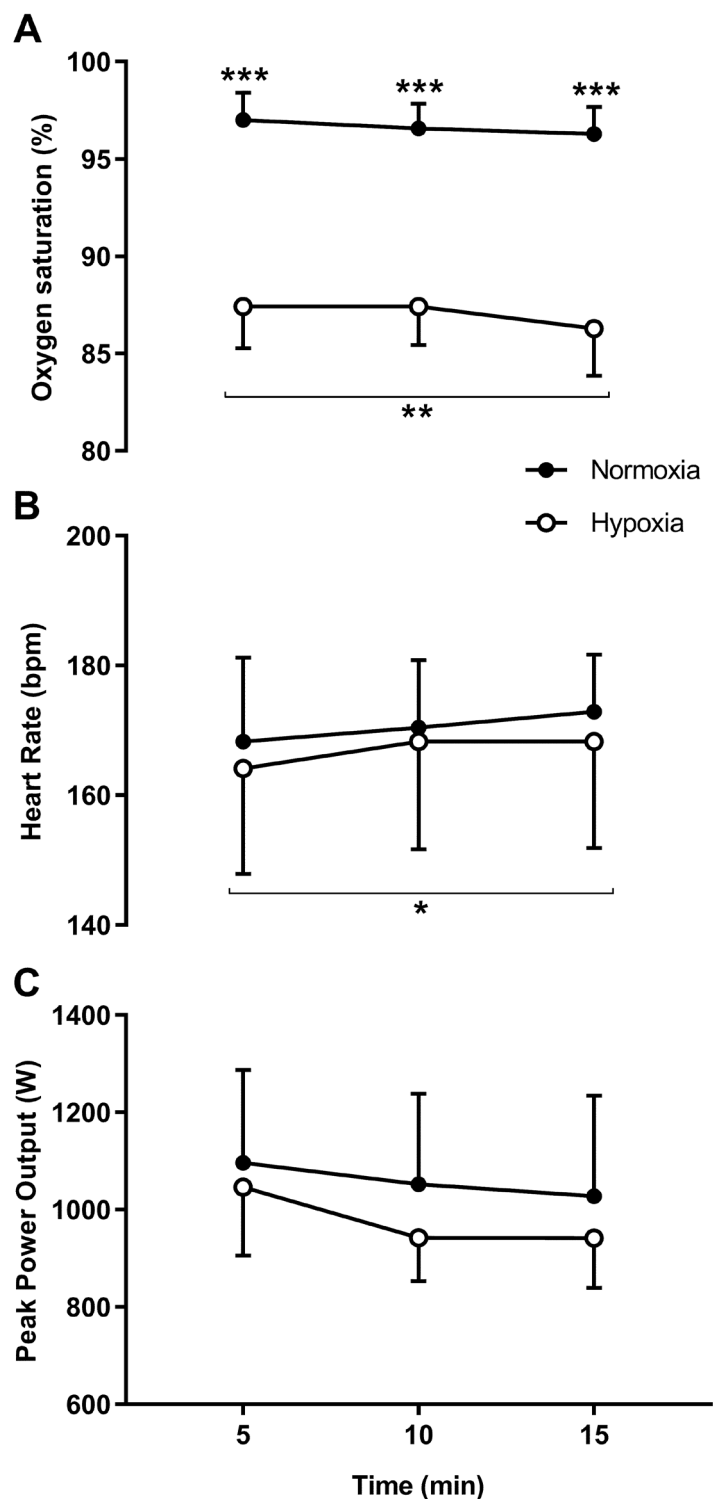 A
Oxygen saturation (%)
100
95
90
85
80
***
***
***
**
Normoxia
Hypoxia
B
Heart Rate (bpm)
200
180
160
140
*
C
Peak Power Output (W)
1400
1200
1000
800
600
5
10
15
Time (min)